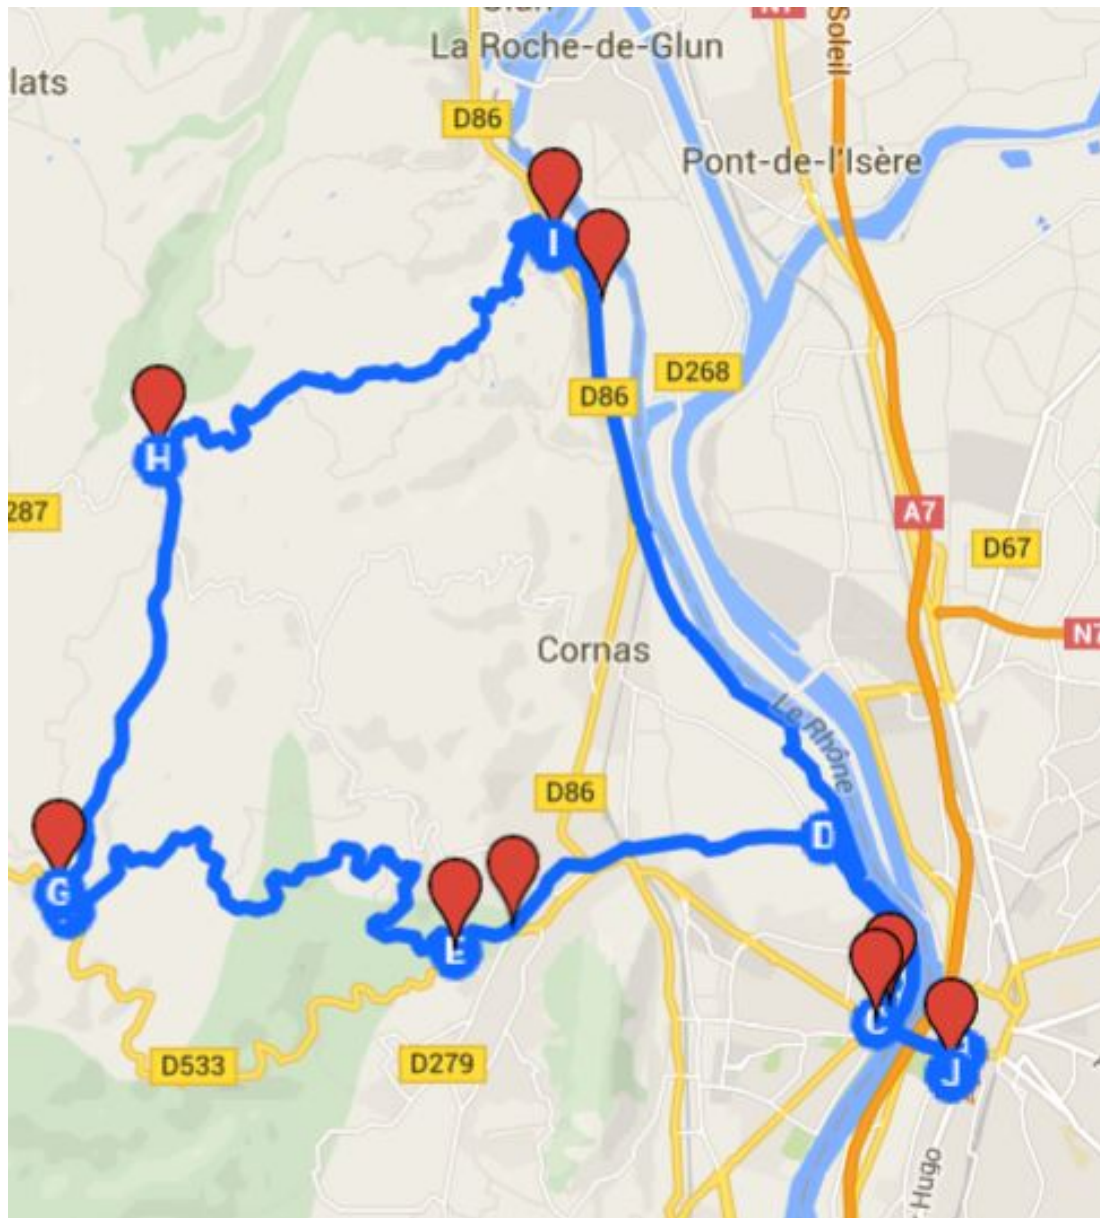 La Roche-de-Glun
Soleil
lats
D86
Pont-de-l'Isère
I
D268
D86
H
287
A7
D67
N7
Cornas
Le Rhône
D86
D
G
E
C
D533
D279
J
Hugo